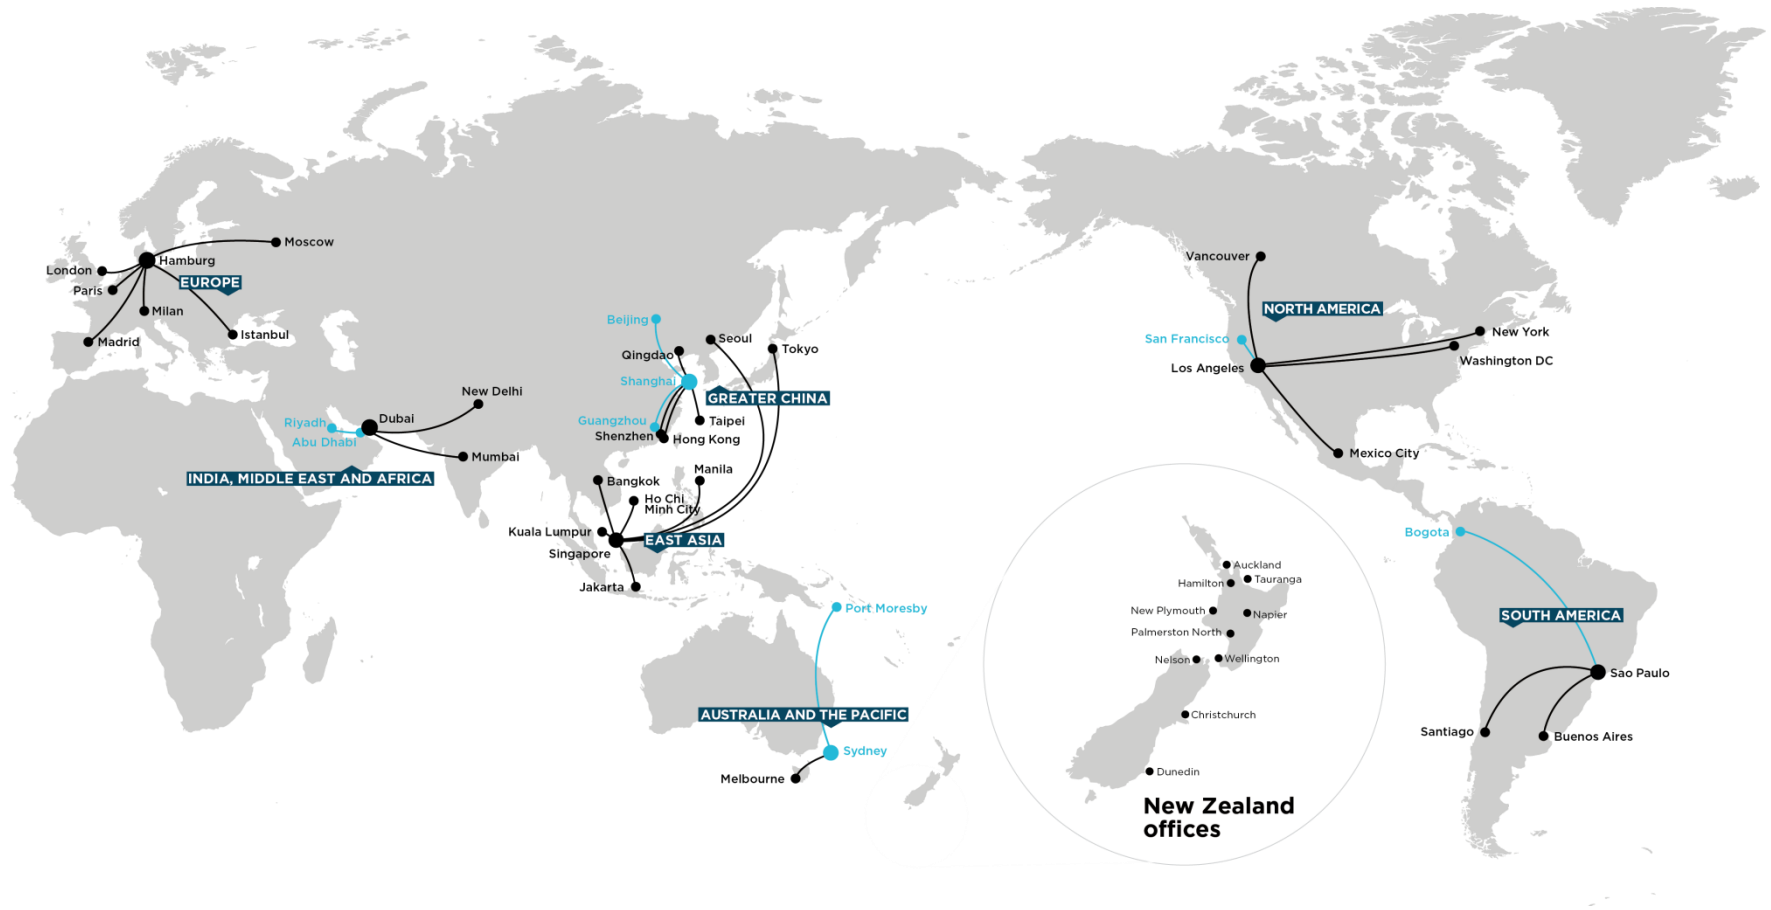 Moscow
Hamburg
London
EUROPE
Paris
Milan
Istanbul
Madrid
New Delhi
Dubai
Riyadh
Abu Dhabi
Mumbai
INDIA, MIDDLE EAST AND AFRICA
Beijing
Seoul
Qingdao
Tokyo
Shanghai
GREATER CHINA
Guangzhou
Taipei
Shenzhen
Hong Kong
Manila
Bangkok
Ho Chi
Minh City
Kuala Lumpur
EAST ASIA
Singapore
Jakarta
Port Moresby
AUSTRALIA AND THE PACIFIC
Sydney
Melbourne
Vancouver
NORTH AMERICA
New York
San Francisco
Washington DC
Los Angeles
Mexico City
Bogota
SOUTH AMERICA
Sao Paulo
Santiago
Buenos Aires
Auckland
Tauranga
Hamilton
New Plymouth
Napier
Palmerston North
Nelson
Wellington
Christchurch
Dunedin
New Zealand
offices